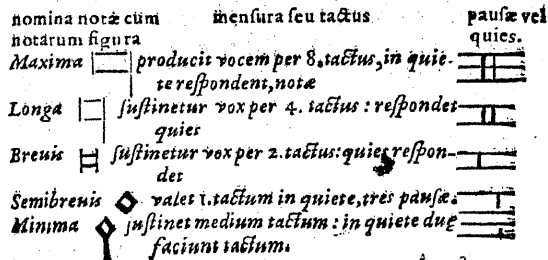 nomina notæ cum mensura seu tactus pausæ vel
notarum figura quies.
Maxima producit vocem per 8. tactus, in quie-
te respondent, notæ
Longa sustinetur vox per 4. tactus : respondet
quies
Breuis sustinetur vox per 2. tactus: quies respon-
det
Semibreuis valet 1. tactum in quiete, tres pausæ.
Minima sustinet medium tactum : in quiete duę
faciunt tactum.